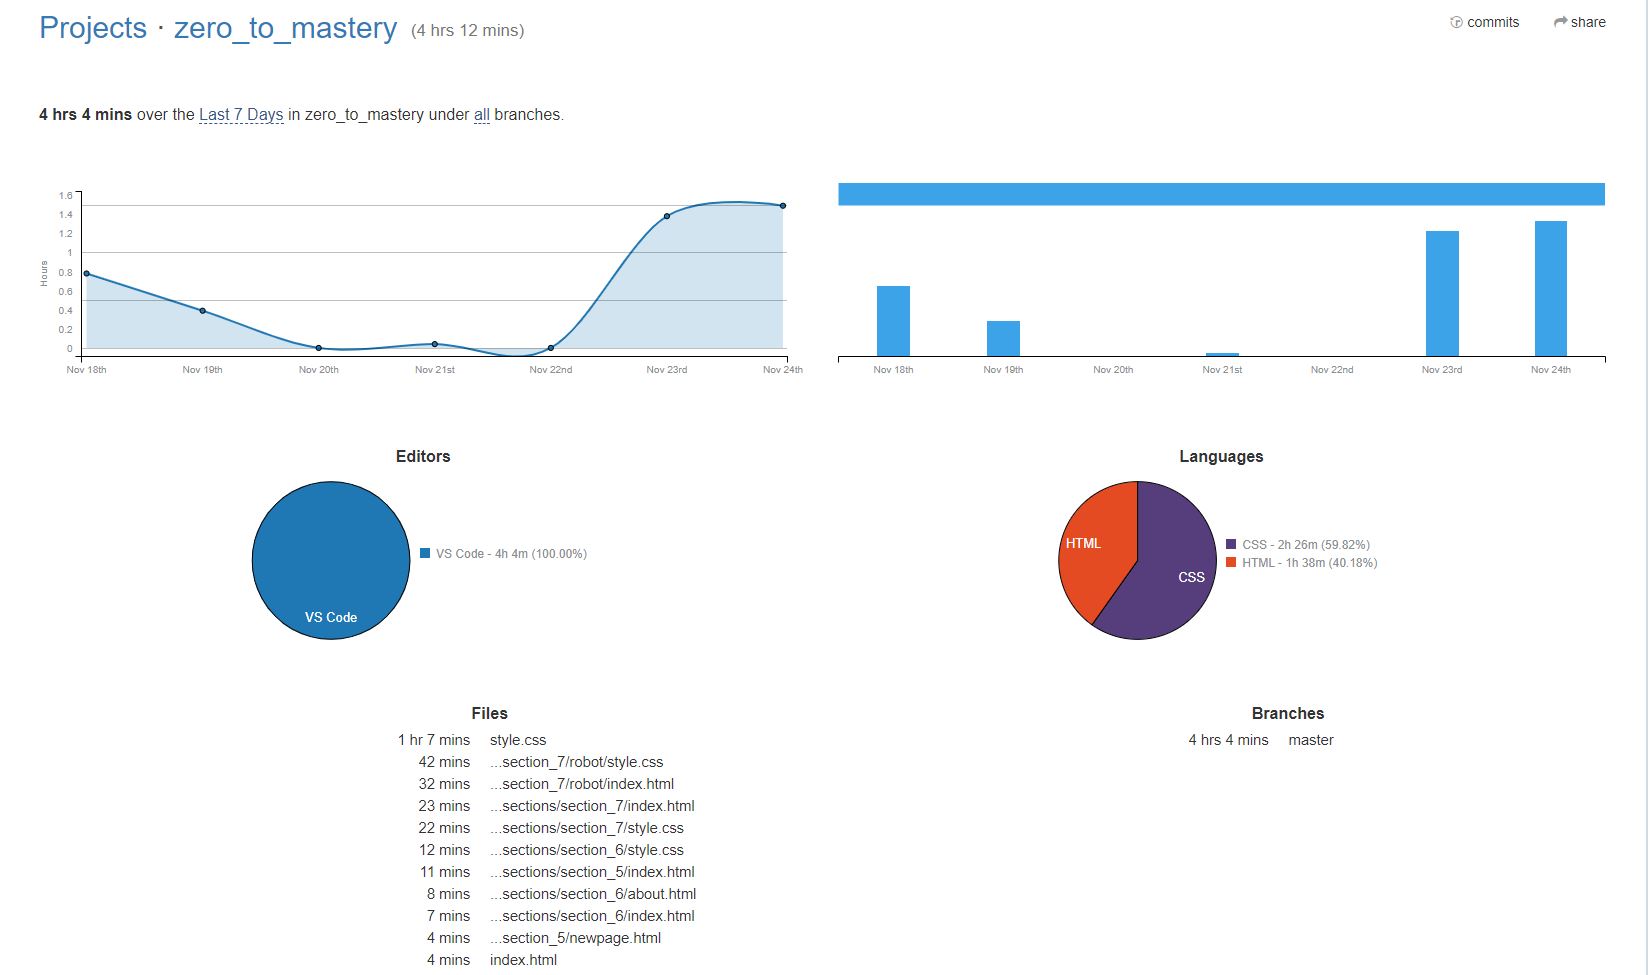 Projects · zero_to_mastery (4 hrs 12 mins)
commits share
4 hrs 4 mins over the Last 7 Days in zero_to_mastery under all branches.
Hours
1.6
1.4
1.2
1
0.8
0.6
0.4
0.2
0
Nov 18th Nov 19th Nov 20th Nov 21st Nov 22nd Nov 23rd Nov 24th
Nov 18th Nov 19th Nov 20th Nov 21st Nov 22nd Nov 23rd Nov 24th
Editors
VS Code
VS Code - 4h 4m (100.00%)
Languages
HTML
CSS
CSS - 2h 26m (59.82%)
HTML - 1h 38m (40.18%)
Files
1 hr 7 mins style.css
42 mins ...section_7/robot/style.css
32 mins ...section_7/robot/index.html
23 mins ...sections/section_7/index.html
22 mins ...sections/section_7/style.css
12 mins ...sections/section_6/style.css
11 mins ...sections/section_5/index.html
8 mins ...sections/section_6/about.html
7 mins ...sections/section_6/index.html
4 mins ...section_5/newpage.html
4 mins index.html
Branches
4 hrs 4 mins master